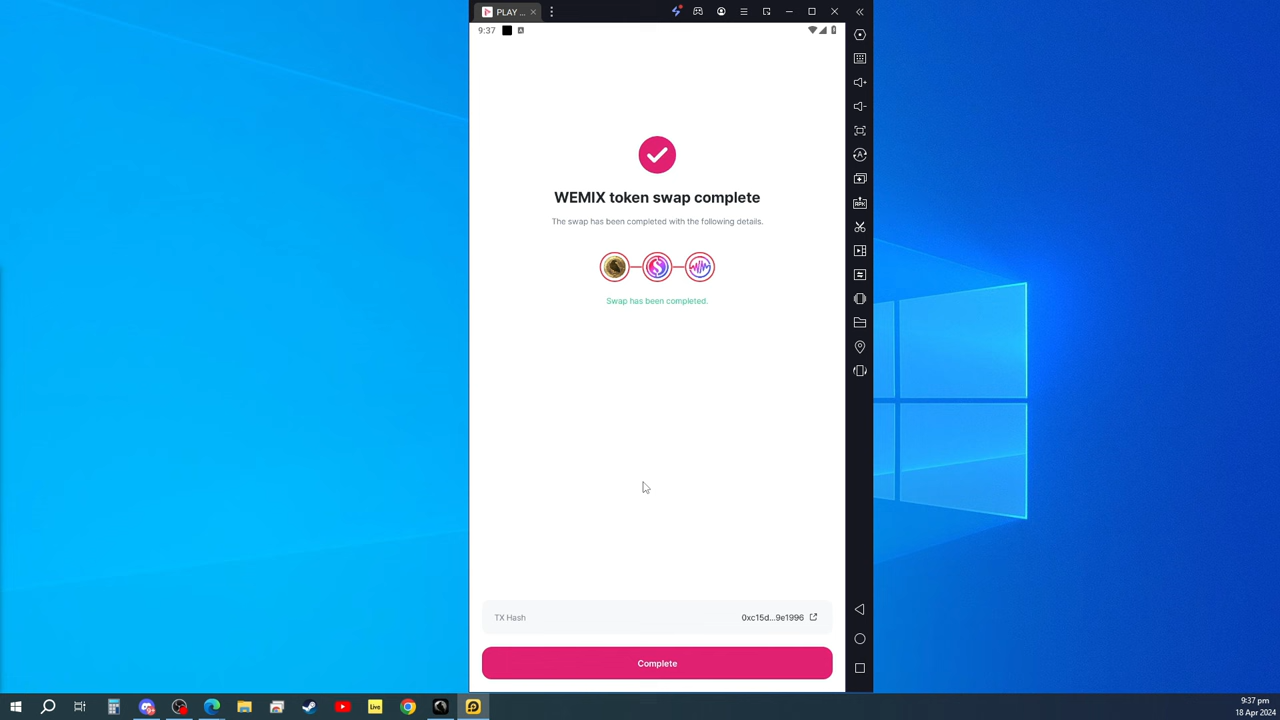 PLAY ...
9:37
WEMIX token swap complete
The swap has been completed with the following details.
Swap has been completed.
TX Hash
0xc15d...9e1996
Complete
Live
9:37 pm
18 Apr 2024